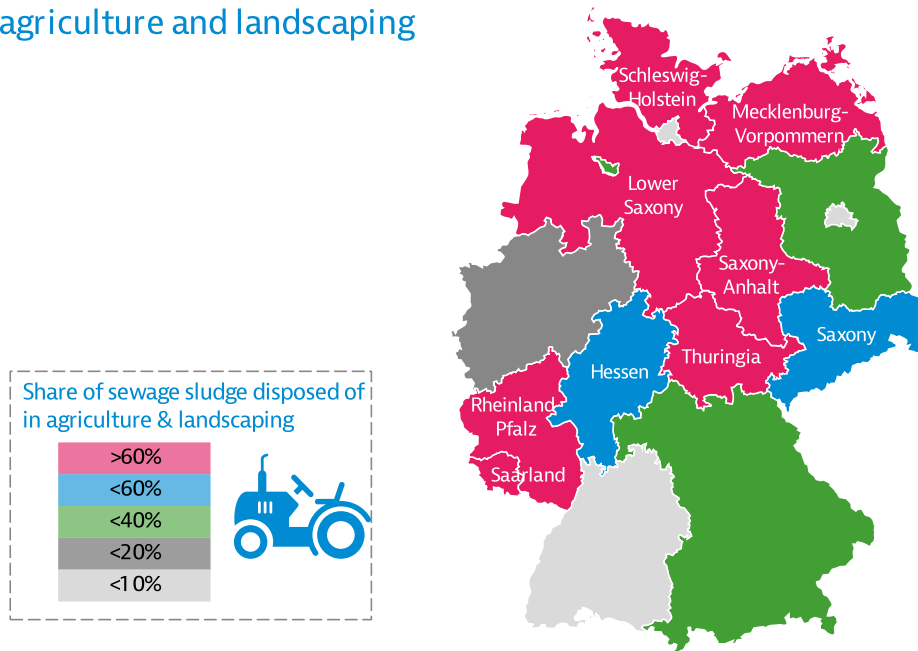 agriculture and landscaping
Schleswig-
Holstein
Mecklenburg-
Vorpommern
Lower
Saxony
Saxony-
Anhalt
Saxony
Thuringia
Hessen
Rheinland
Pfalz
Saarland
Share of sewage sludge disposed of
in agriculture & landscaping
>60%
<60%
<40%
<20%
<10%